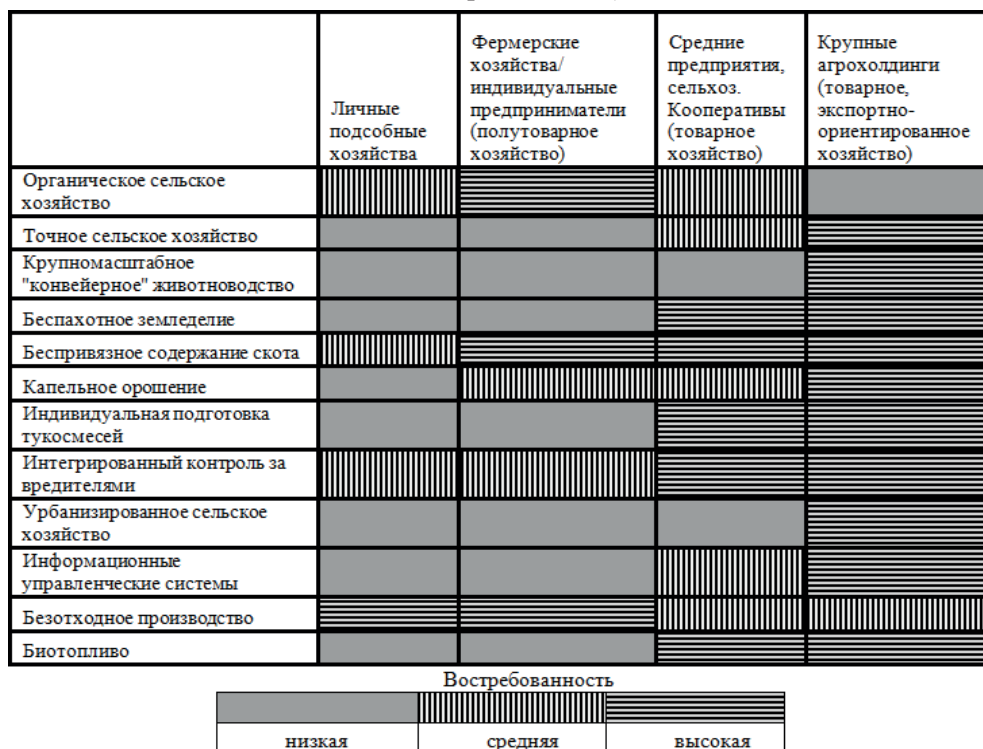 Личные
подсобные
хозяйства
Фермерские
хозяйства/
индивидуальные
предприниматели
(полутоварное
хозяйство)
Средние
предприятия,
сельхоз.
Кооперативы
(товарное
хозяйство)
Крупные
агрохолдинги
(товарное,
экспортно-
ориентированное
хозяйство)
Органическое сельское
хозяйство
Точное сельское хозяйство
Крупномасштабное
"конвейерное" животноводство
Беспахотное земледелие
Беспривязное содержание скота
Капельное орошение
Индивидуальная подготовка
тукосмесей
Интегрированный контроль за
вредителями
Урбанизированное сельское
хозяйство
Информационные
управленческие системы
Безотходное производство
Биотопливо
Востребованность
низкая
средняя
высокая